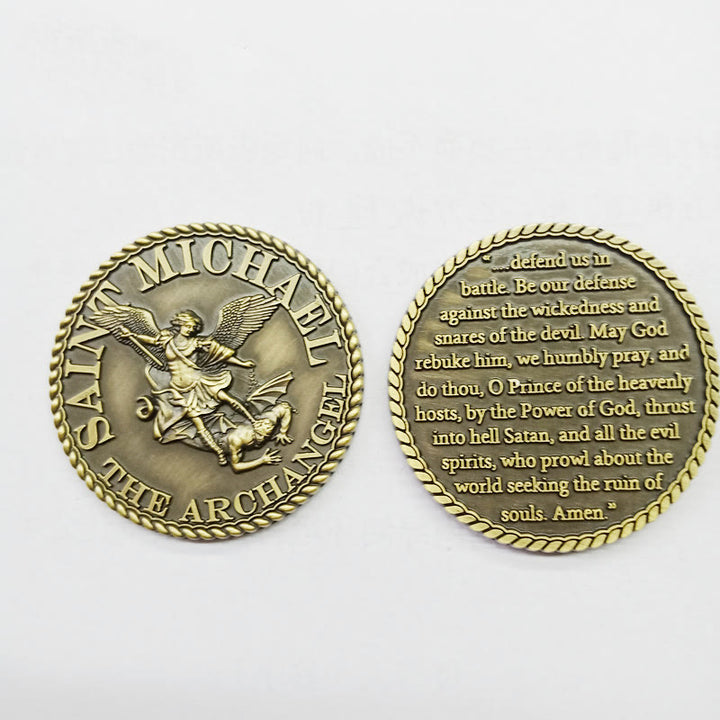 SAINT MICHAEL
THE ARCHANGEL
"....defend us in
battle. Be our defense
against the wickedness and
snares of the devil. May God
rebuke him, we humbly pray. and
do thou, O Prince of the heavenly
hosts, by the Power of God, thrust
into hell Satan, and all the evil
spirits, who prowl about the
world seeking the ruin of
souls. Amen."